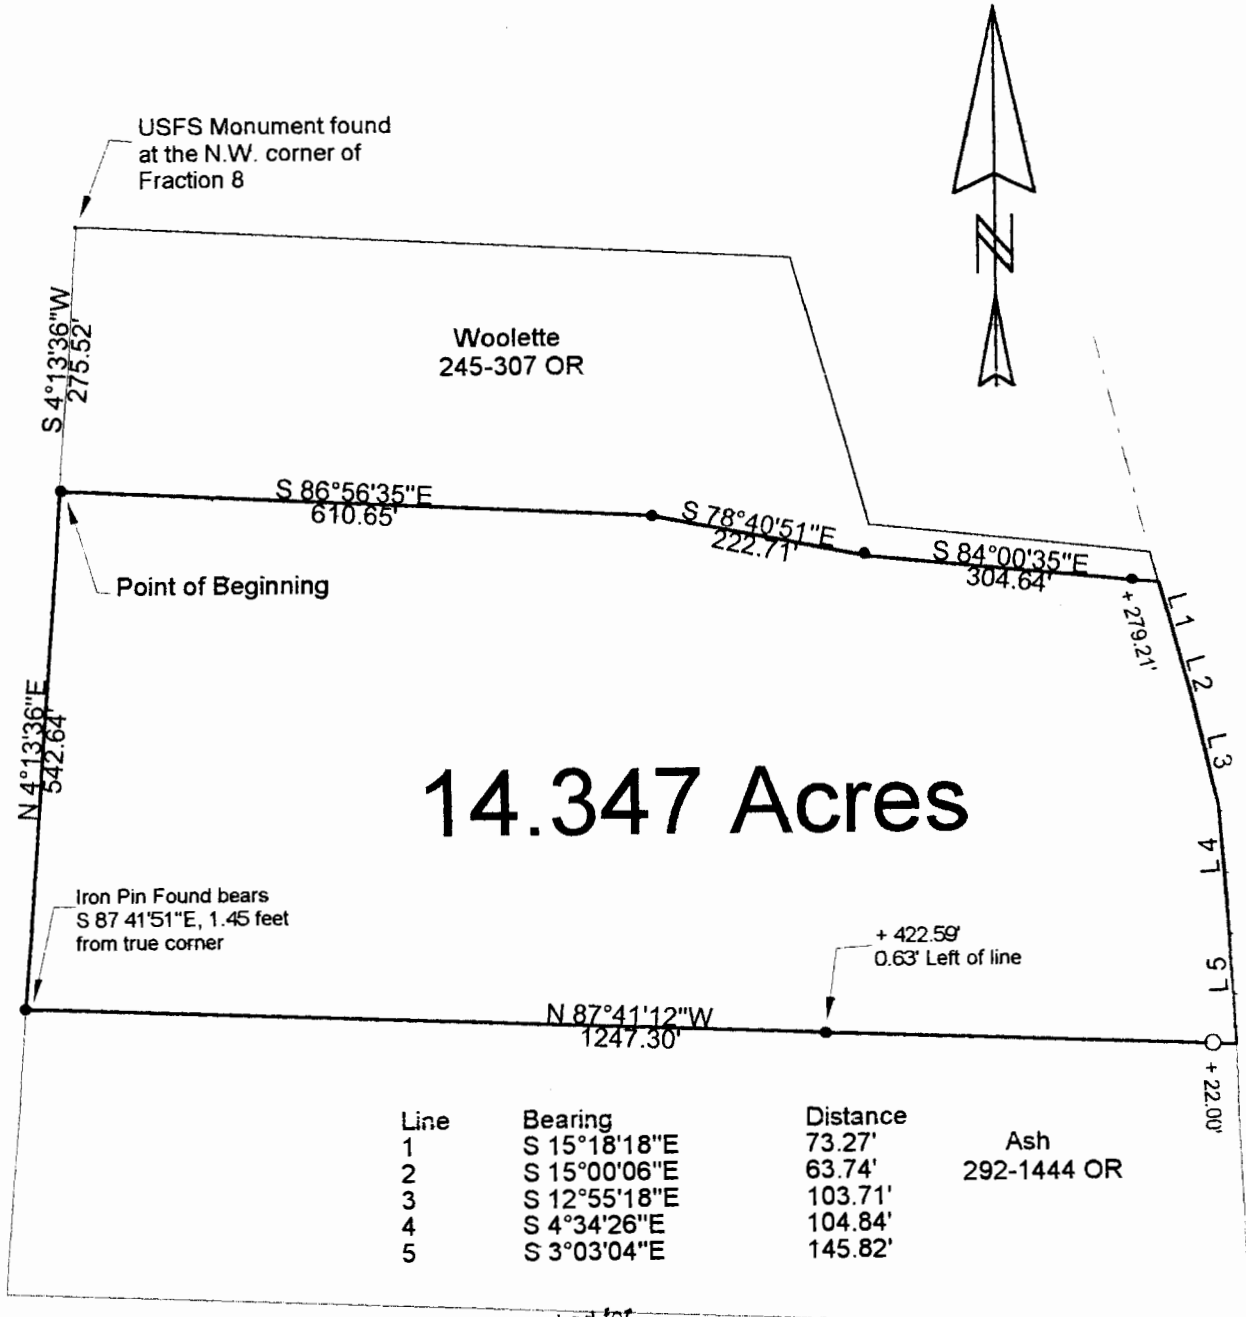 USFS Monument found
at the N.W. corner of
Fraction 8
N
S 4°13'36"W
275.52'
Woolette
245-307 OR
S 86°56'35"E
610.65'
S 78°40'51"E
222.71'
S 84°00'35"E
304.64'
+ 279.21'
Point of Beginning
L 1
L 2
L 3
L 4
L 5
N 4°13'36"E
542.64'
14.347 Acres
Iron Pin Found bears
S 87 41'51"E, 1.45 feet
from true corner
+ 422.59'
0.63' Left of line
N 87°41'12"W
1247.30'
+ 22.00'
Line Bearing Distance
1 S 15°18'18"E 73.27'
2 S 15°00'06"E 63.74'
3 S 12°55'18"E 103.71'
4 S 4°34'26"E 104.84'
5 S 3°03'04"E 145.82'
Ash
292-1444 OR